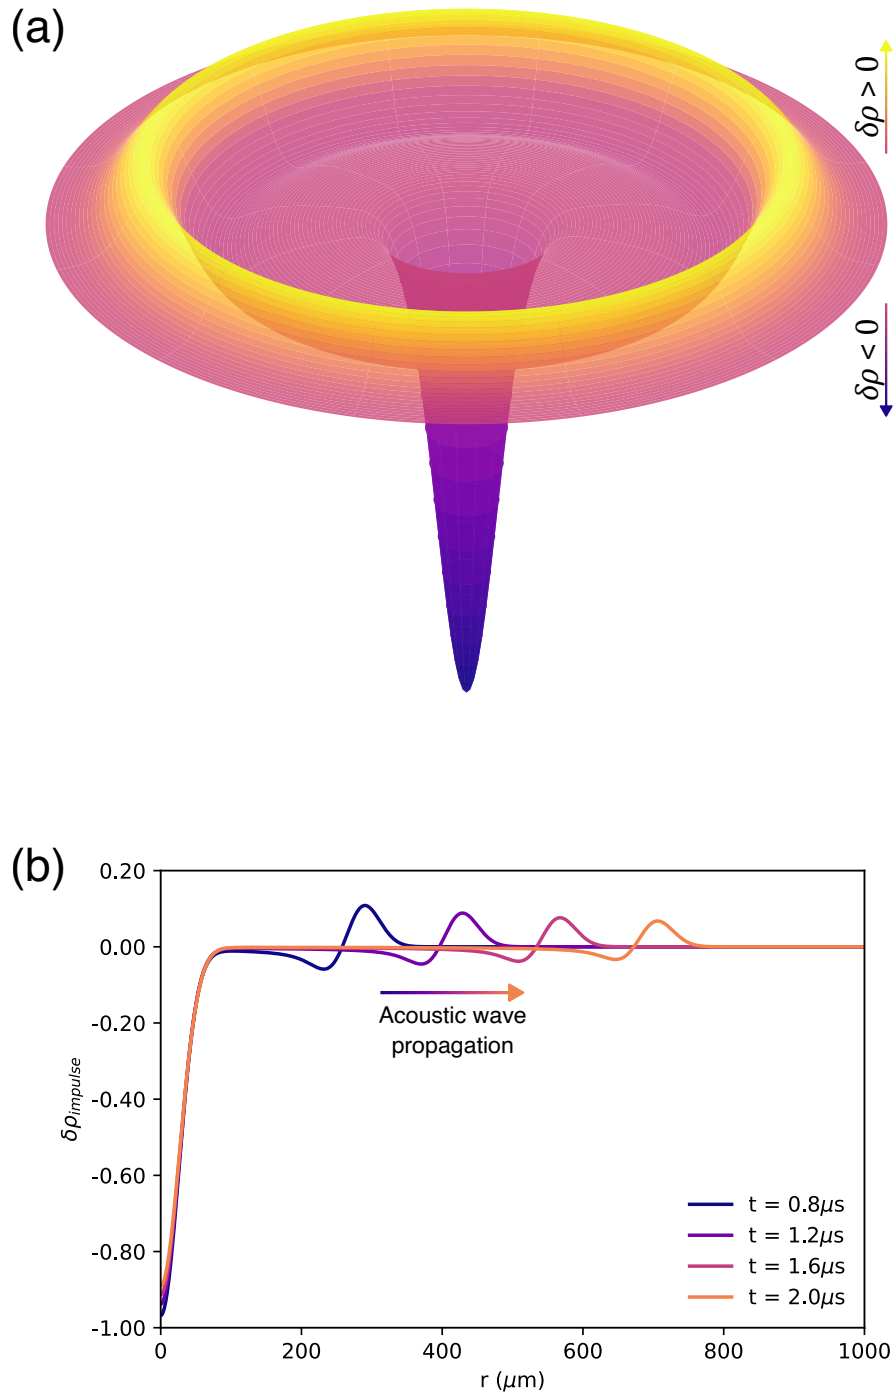 (a)
δρ > 0
δρ < 0
(b)
0.20
0.00
-0.20
-0.40
-0.60
-0.80
-1.00
δρimpulse
Acoustic wave
propagation
t = 0.8μs
t = 1.2μs
t = 1.6μs
t = 2.0μs
0 200 400 600 800 1000
r (μm)